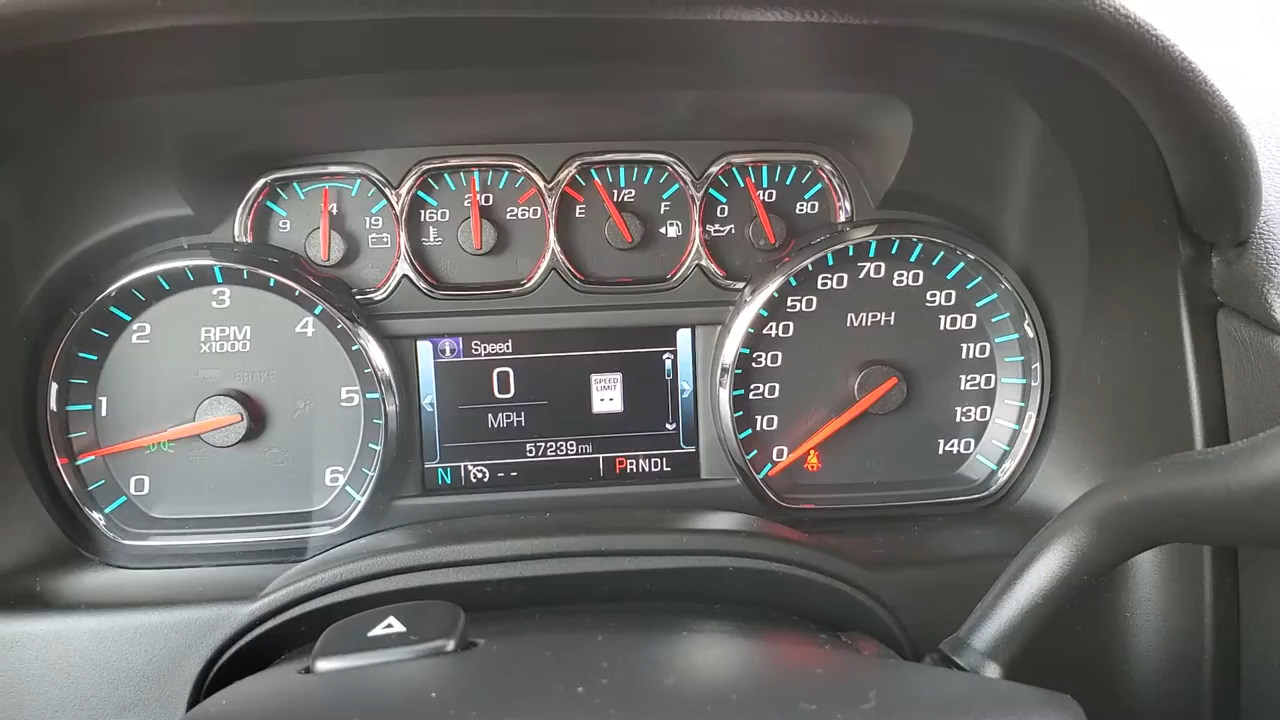 9 14 19
160 210 260
E 1/2 F
0 40 80
0 1 2 3 4 5 6
RPM
x1000
BRAKE
i Speed
0
MPH
SPEED
LIMIT
--
57239 mi
N -- PRNDL
MPH
0 10 20 30 40 50 60 70 80 90 100 110 120 130 140